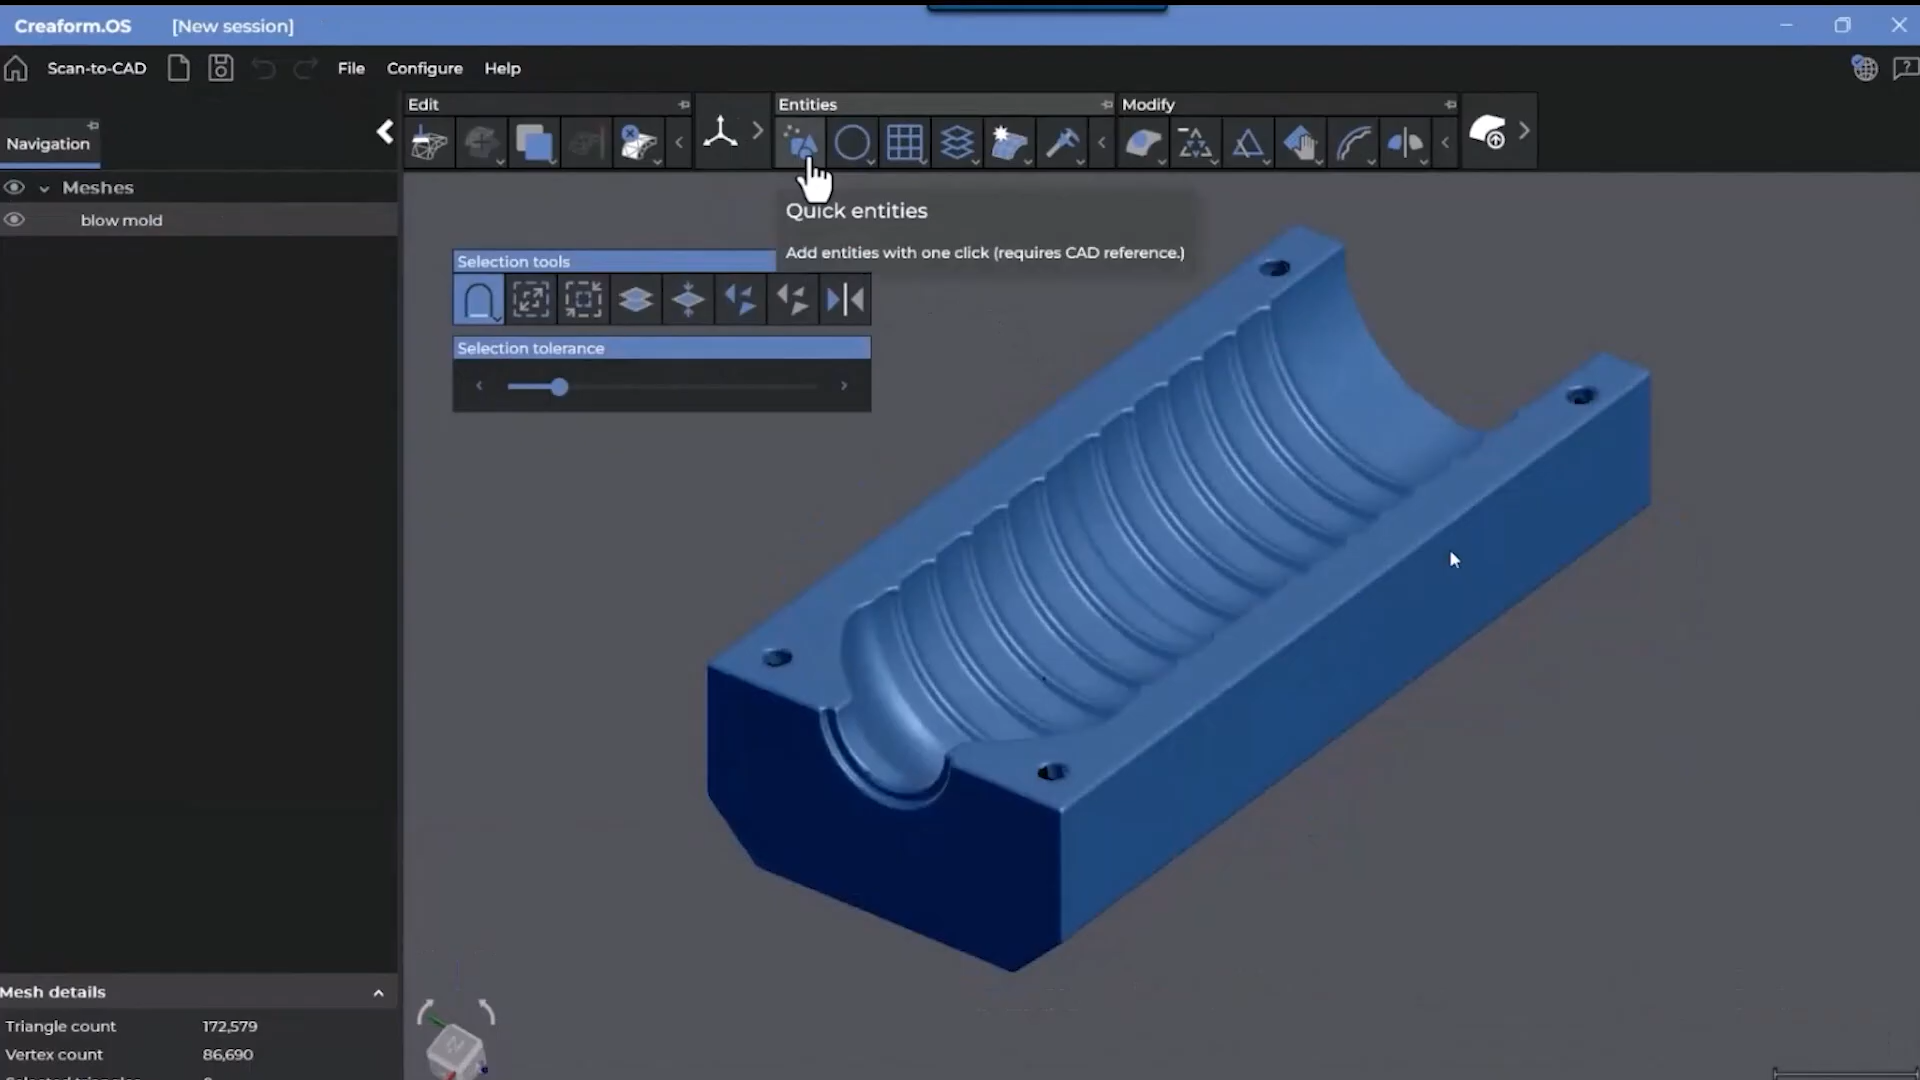 Creaform.OS [New session]
Scan-to-CAD File Configure Help
Edit Entities Modify
Navigation
Meshes
blow mold
Quick entities
Add entities with one click (requires CAD reference.)
Selection tools
Selection tolerance
Mesh details
Triangle count 172,579
Vertex count 86,690